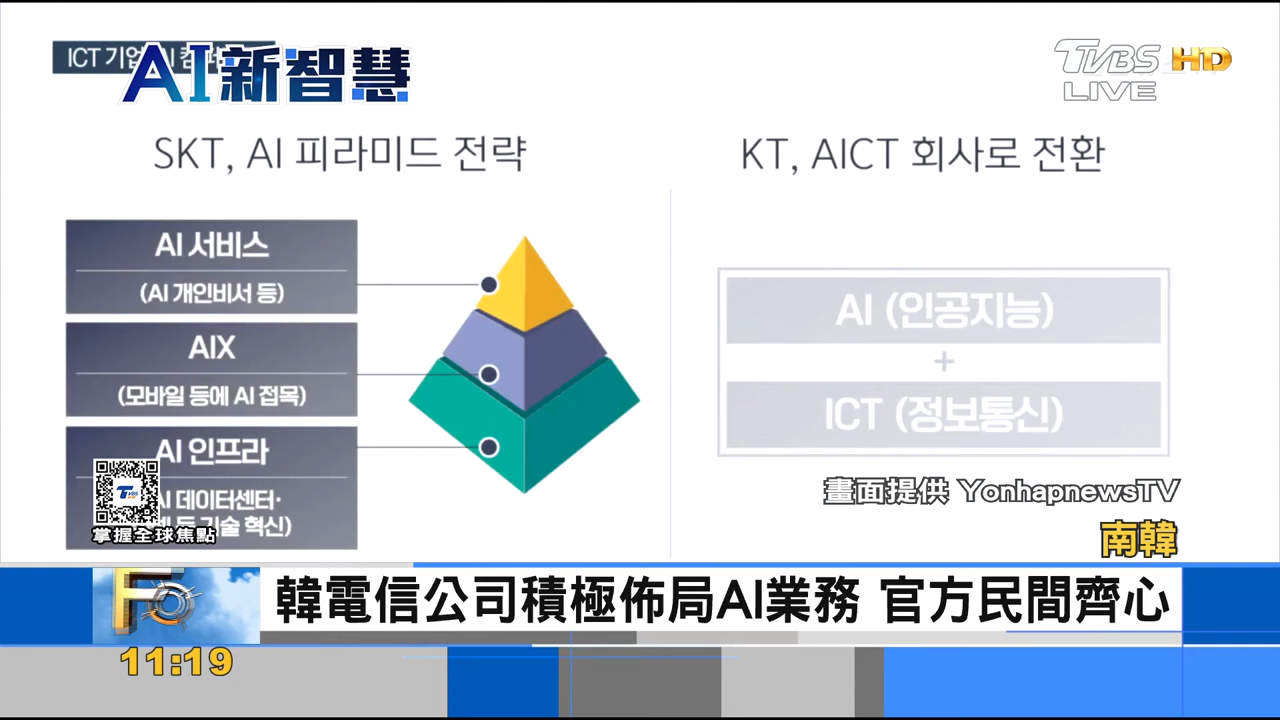 ICT 기업
AI新智慧
TVBS HD
LIVE
SKT, AI 피라미드 전략
KT, AICT 회사로 전환
AI 서비스
(AI 개인비서 등)
AIX
(모바일 등에 AI 접목)
AI 인프라
AI 데이터센터·
등 기술 혁신)
AI (인공지능)
+
ICT (정보통신)
TVBS
掌握全球焦點
畫面提供 YonhapnewsTV
南韓
韓電信公司積極佈局AI業務 官方民間齊心
11:19